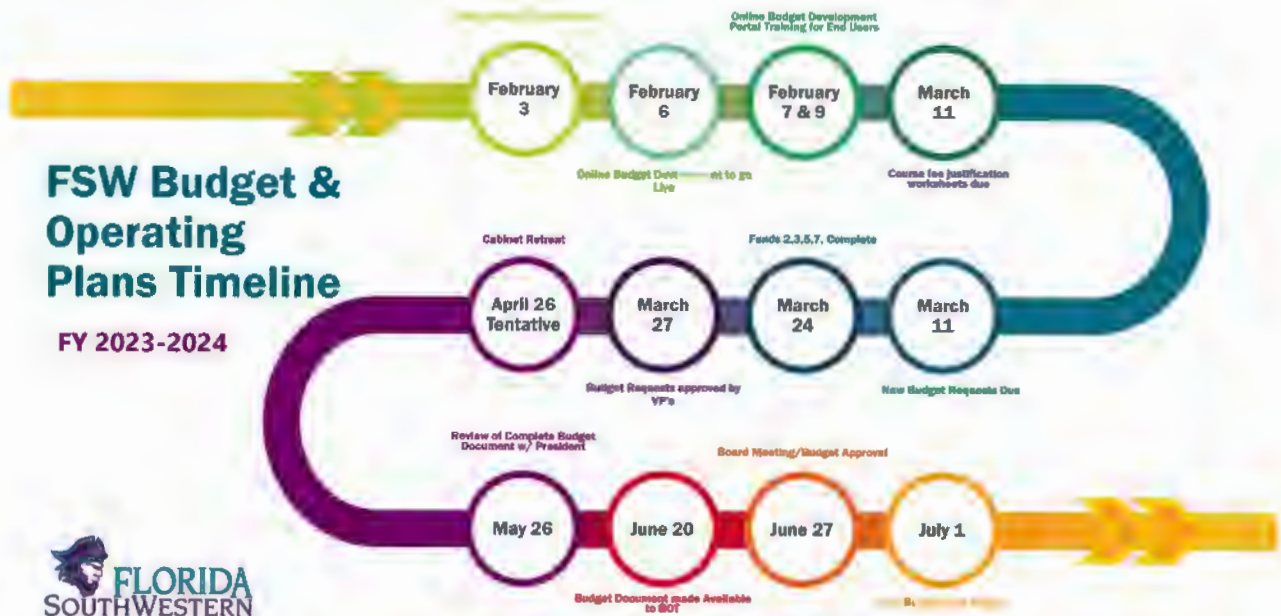 Online Budget Development
Portal Training for End Users
February
3
February
6
February
7 & 9
March
11
Online Budget
to go
Live
Course fee justification
worksheets due
FSW Budget &
Operating
Plans Timeline
FY 2023-2024
Cabinet Retreat
Funds 2,3,5,7, Complete
April 26
Tentative
March
27
March
24
March
11
Budget Requests approved by
VP's
New Budget Requests Due
Review of Complete Budget
Document w/ President
Board Meeting/Budget Approval
May 26
June 20
June 27
July 1
Budget Document made Available
to BOT
FLORIDA
SOUTHWESTERN